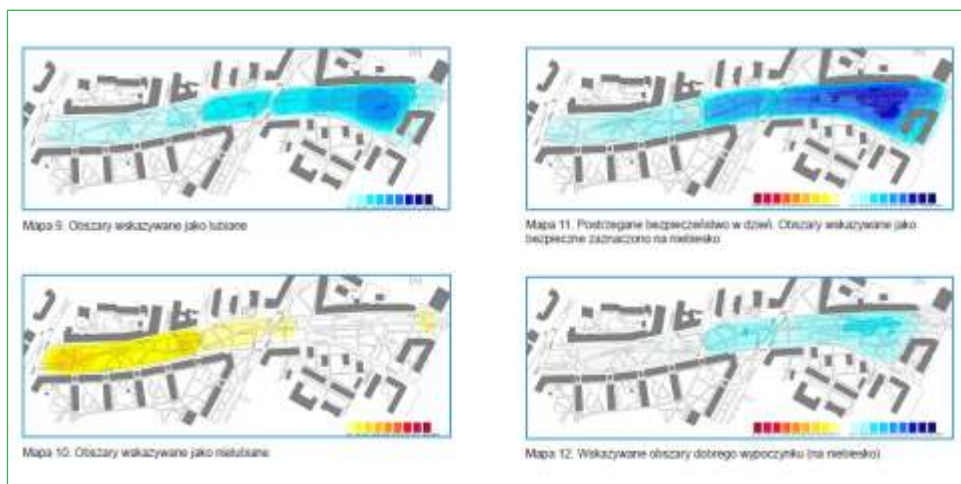 Mapa 9. Obszary wskazywane jako lubiane
Mapa 11. Postrzegane bezpieczeństwo w dzień. Obszary wskazywane jako
bezpieczne zaznaczono na niebiesko
Mapa 10. Obszary wskazywane jako nielubiane
Mapa 12. Wskazywane obszary dobrego wypoczynku (na niebiesko)